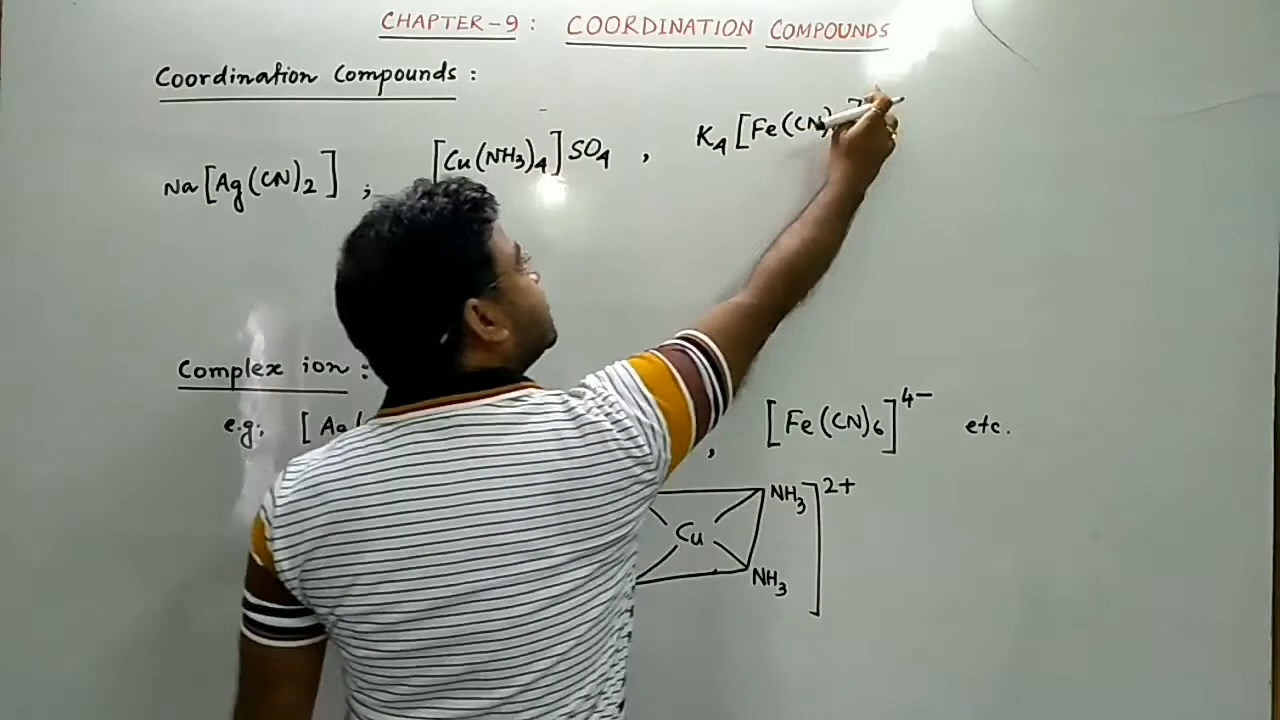 CHAPTER-9 : COORDINATION COMPOUNDS
Coordination Compounds :
Na[Ag(CN)₂] ; [Cu(NH₃)₄]SO₄ , K₄[Fe(CN)
Complex ion :
e.g. [Ag( , [Fe(CN)₆]⁴⁻ etc.
NH₃]²⁺
Cu
NH₃